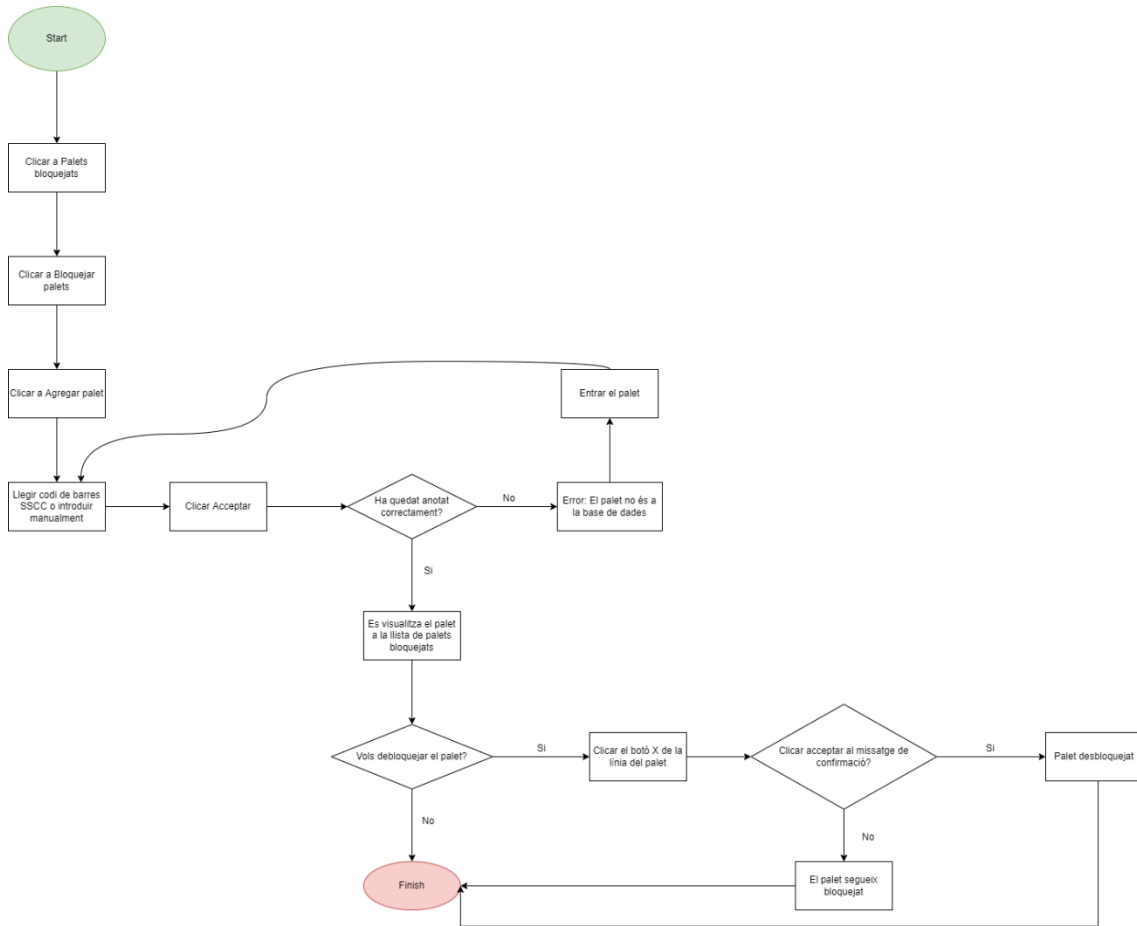 Start
Clicar a Palets
bloquejats
Clicar a Bloquejar
palets
Clicar a Agregar palet
Entrar el palet
Llegir codi de barres
SSCC o introduir
manualment
Clicar Acceptar
Ha quedat anotat
correctament?
No
Error: El palet no és a
la base de dades
Si
Es visualitza el palet
a la llista de palets
bloquejats
Vols debloquejar el palet?
Si
Clicar el botò X de la
línia del palet
Clicar acceptar al missatge de
confirmació?
Si
Palet desbloquejat
No
No
Finish
El palet segueix
bloquejat